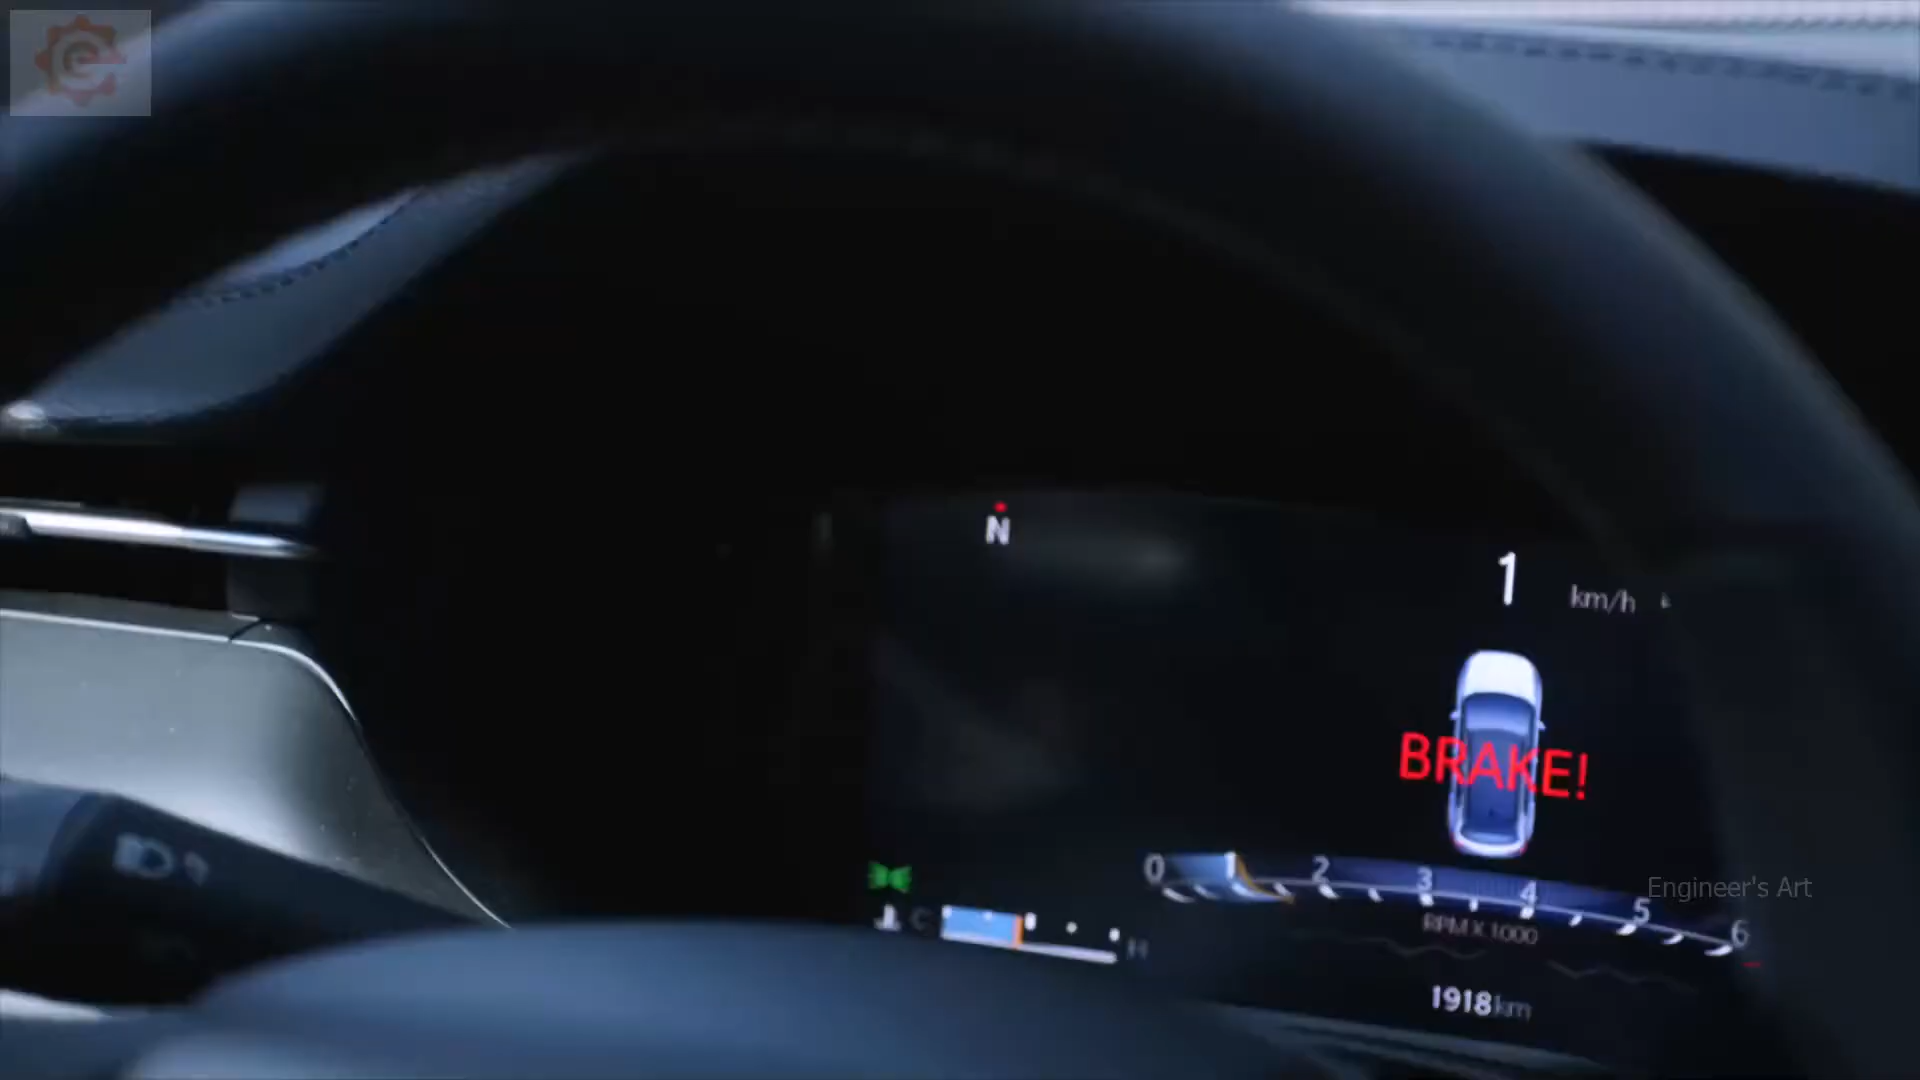 e
N
1 km/h
BRAKE!
0 1 2 3 4 5 6
Engineer's Art
RPM X 1000
C H
1918km